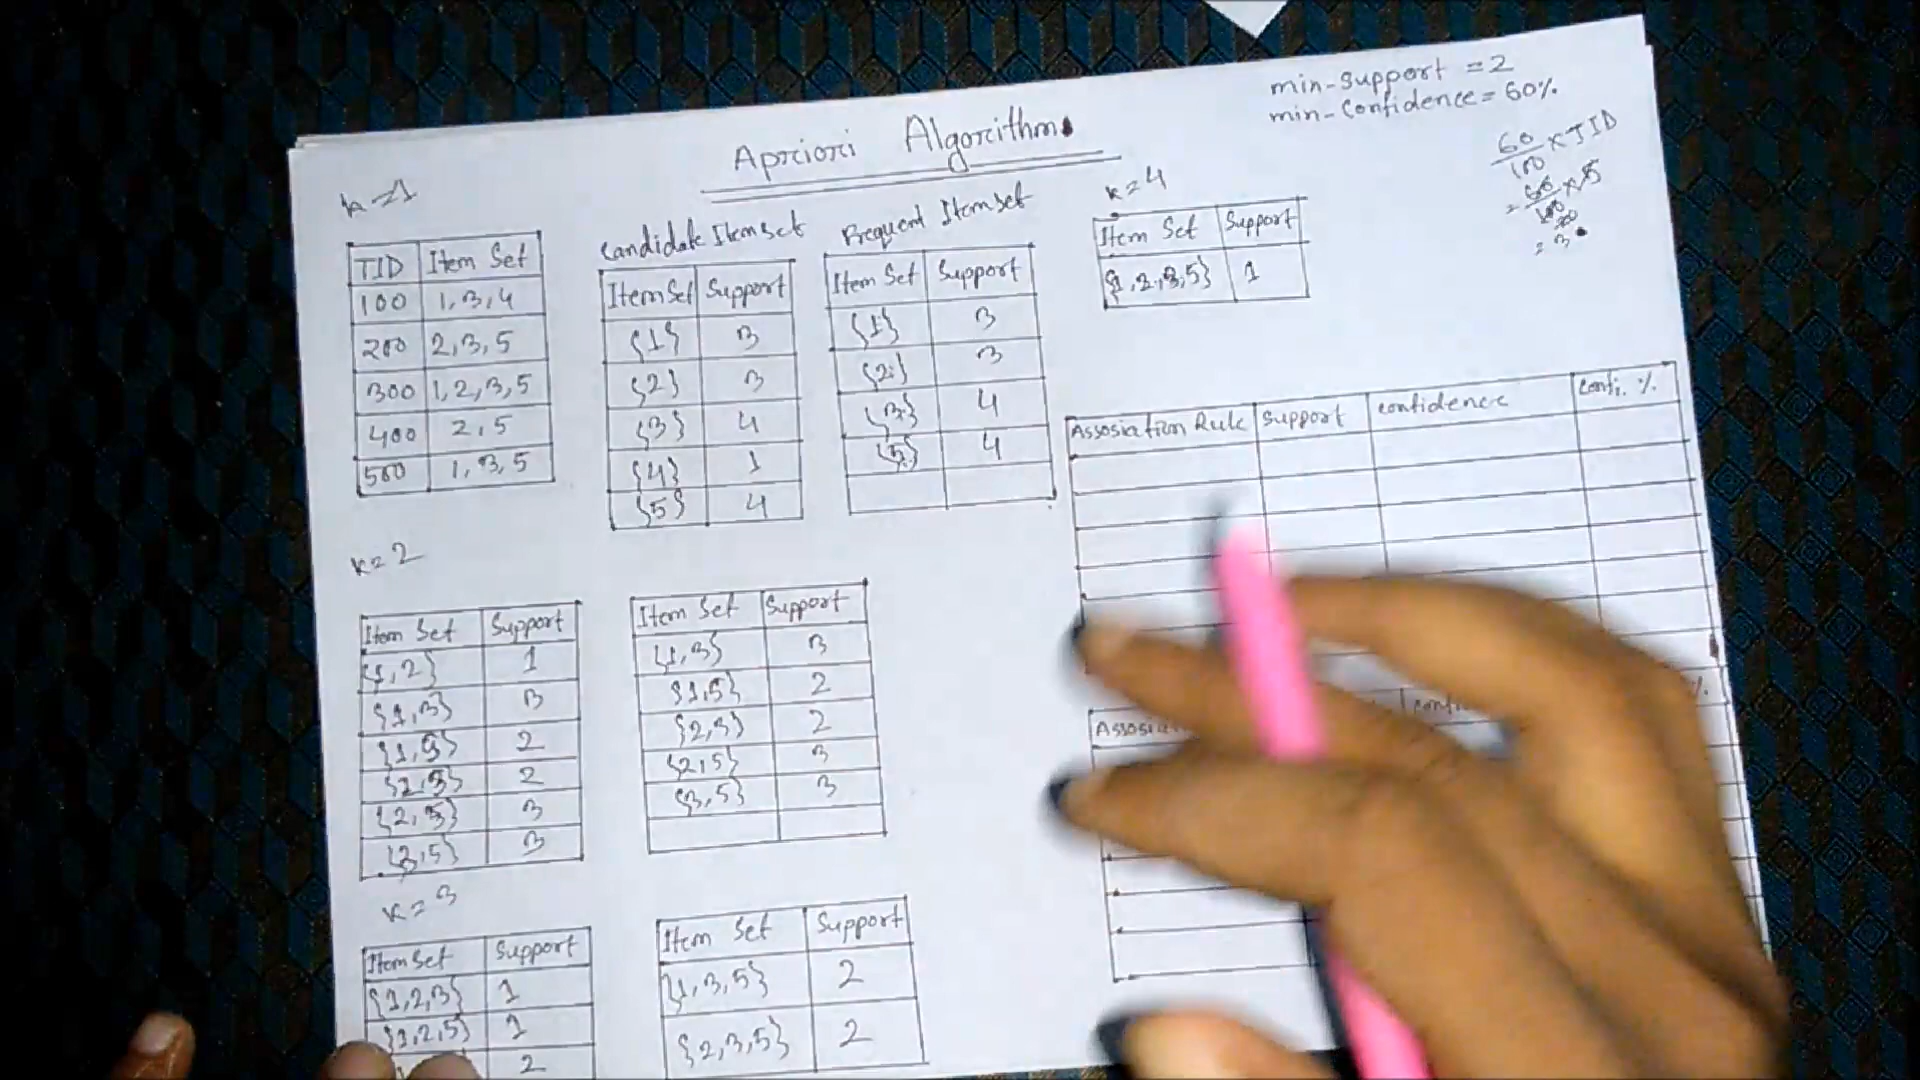 min-support = 2
min-confidence = 60%
Apriori Algorithm
60/100 x TID
= 60/100 x 5
= 3
k=1
TID Item Set
100 1,3,4
200 2,3,5
300 1,2,3,5
400 2,5
500 1,3,5
Candidate Itemset
Item Set Support
{1} 3
{2} 3
{3} 4
{4} 1
{5} 4
Frequent Itemset
Item Set Support
{1} 3
{2} 3
{3} 4
{5} 4
k=4
Item Set Support
{1,2,3,5} 1
Assosiation Rule Support confidence confi. %
k=2
Item Set Support
{1,2} 1
{1,3} 3
{1,5} 2
{2,3} 2
{2,5} 3
{3,5} 3
Item Set Support
{1,3} 3
{1,5} 2
{2,3} 2
{2,5} 3
{3,5} 3
k=3
Item Set Support
{1,2,3} 1
{1,2,5} 1
2
Item Set Support
{1,3,5} 2
{2,3,5} 2